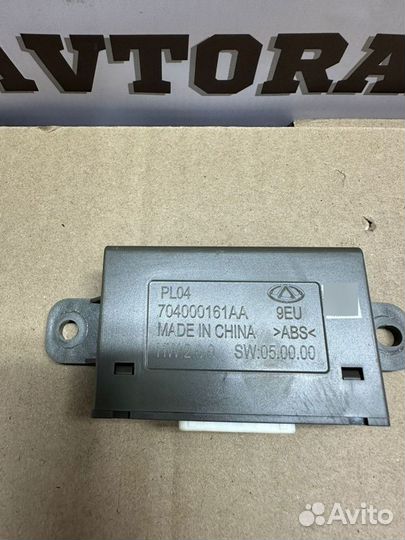 AVTORA
PL04
704000161AA 9EU
MADE IN CHINA >ABS<
SW:05.00.00
Avito